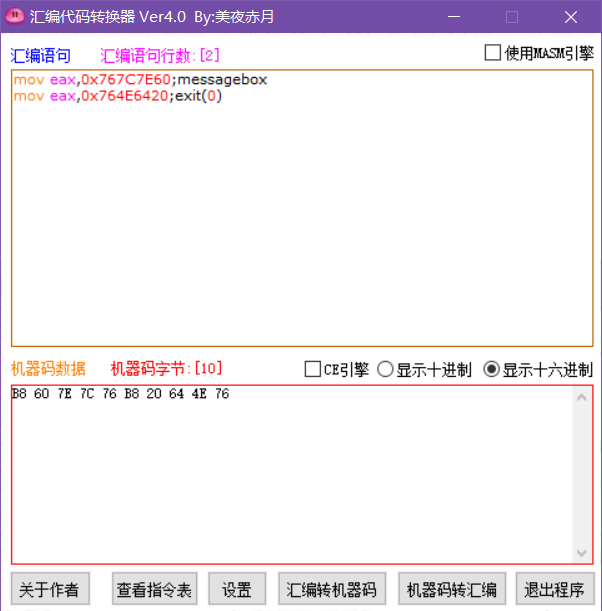 汇编代码转换器 Ver4.0 By:美夜赤月
汇编语句 汇编语句行数:[2] 使用MASM引擎
mov eax,0x767C7E60;messagebox
mov eax,0x764E6420;exit(0)
机器码数据 机器码字节:[10] CE引擎 显示十进制 显示十六进制
B8 60 7E 7C 76 B8 20 64 4E 76
关于作者 查看指令表 设置 汇编转机器码 机器码转汇编 退出程序